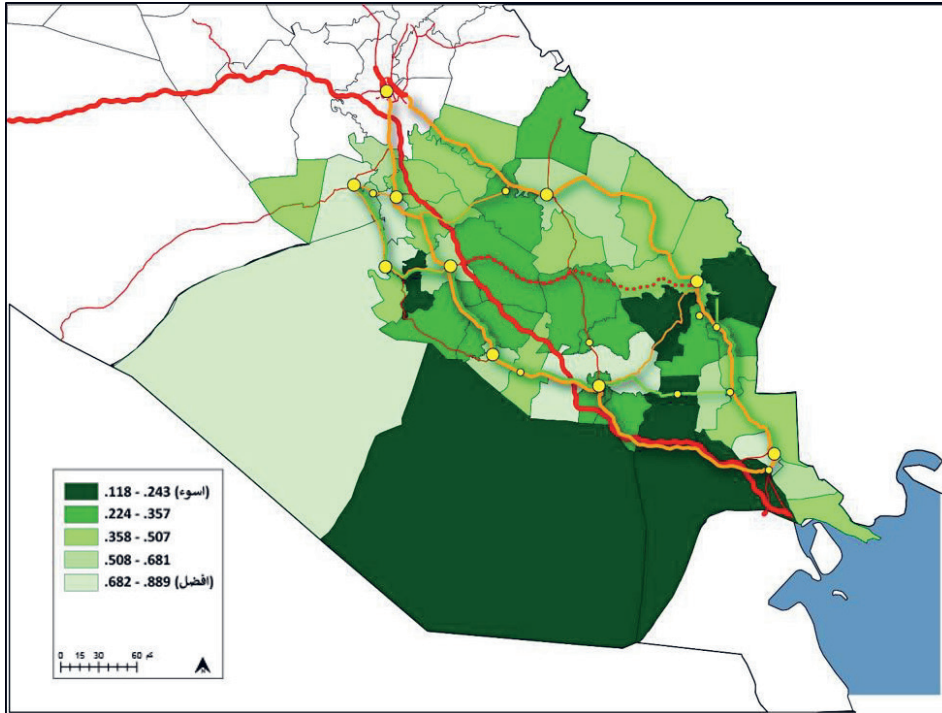 .118 - .243 (اسوء)
.224 - .357
.358 - .507
.508 - .681
.682 - .889 (افضل)
0 15 30 60 كم